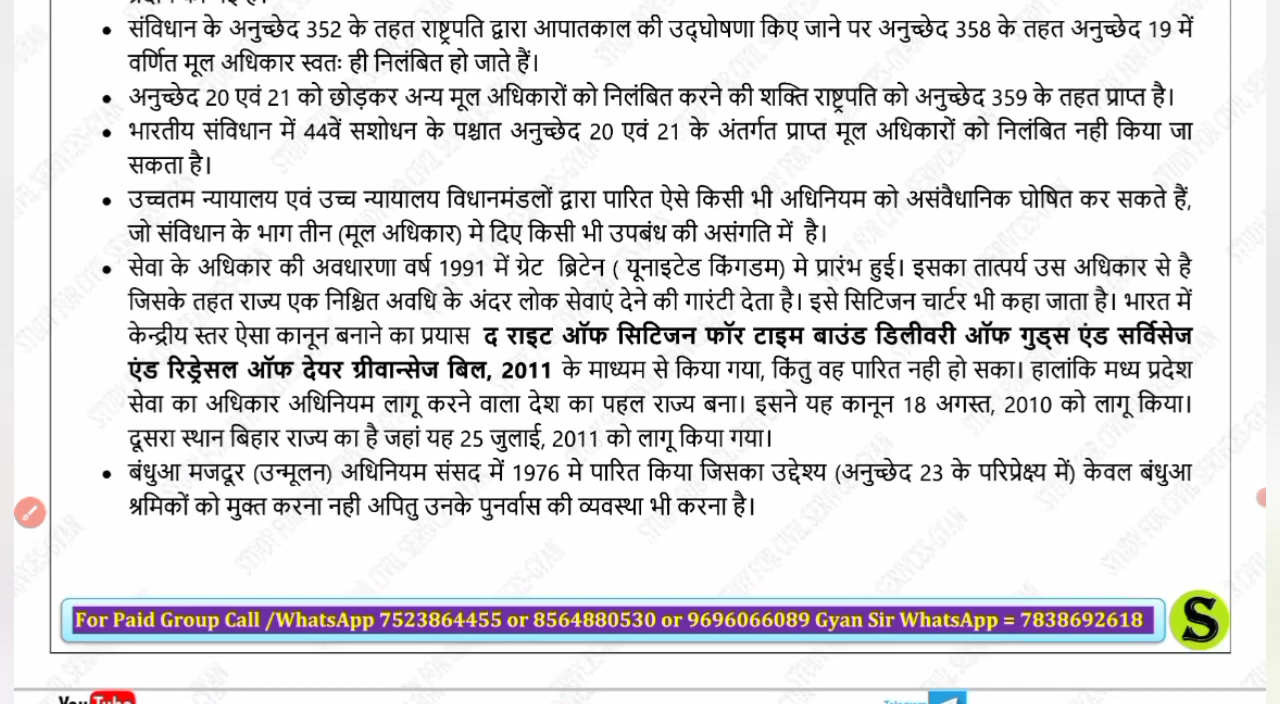 • संविधान के अनुच्छेद 352 के तहत राष्ट्रपति द्वारा आपातकाल की उद्घोषणा किए जाने पर अनुच्छेद 358 के तहत अनुच्छेद 19 में
वर्णित मूल अधिकार स्वतः ही निलंबित हो जाते हैं।
• अनुच्छेद 20 एवं 21 को छोड़कर अन्य मूल अधिकारों को निलंबित करने की शक्ति राष्ट्रपति को अनुच्छेद 359 के तहत प्राप्त है।
• भारतीय संविधान में 44वें सशोधन के पश्चात अनुच्छेद 20 एवं 21 के अंतर्गत प्राप्त मूल अधिकारों को निलंबित नही किया जा
सकता है।
• उच्चतम न्यायालय एवं उच्च न्यायालय विधानमंडलों द्वारा पारित ऐसे किसी भी अधिनियम को असंवैधानिक घोषित कर सकते हैं,
जो संविधान के भाग तीन (मूल अधिकार) मे दिए किसी भी उपबंध की असंगति में है।
• सेवा के अधिकार की अवधारणा वर्ष 1991 में ग्रेट ब्रिटेन ( यूनाइटेड किंगडम) मे प्रारंभ हुई। इसका तात्पर्य उस अधिकार से है
जिसके तहत राज्य एक निश्चित अवधि के अंदर लोक सेवाएं देने की गारंटी देता है। इसे सिटिजन चार्टर भी कहा जाता है। भारत में
केन्द्रीय स्तर ऐसा कानून बनाने का प्रयास द राइट ऑफ सिटिजन फॉर टाइम बाउंड डिलीवरी ऑफ गुड्स एंड सर्विसेज
एंड रिड्रेसल ऑफ देयर ग्रीवान्सेज बिल, 2011 के माध्यम से किया गया, किंतु वह पारित नही हो सका। हालांकि मध्य प्रदेश
सेवा का अधिकार अधिनियम लागू करने वाला देश का पहल राज्य बना। इसने यह कानून 18 अगस्त, 2010 को लागू किया।
दूसरा स्थान बिहार राज्य का है जहां यह 25 जुलाई, 2011 को लागू किया गया।
• बंधुआ मजदूर (उन्मूलन) अधिनियम संसद में 1976 मे पारित किया जिसका उद्देश्य (अनुच्छेद 23 के परिप्रेक्ष्य में) केवल बंधुआ
श्रमिकों को मुक्त करना नही अपितु उनके पुनर्वास की व्यवस्था भी करना है।
For Paid Group Call /WhatsApp 7523864455 or 8564880530 or 9696066089 Gyan Sir WhatsApp = 7838692618
S
YouTube
Telegram